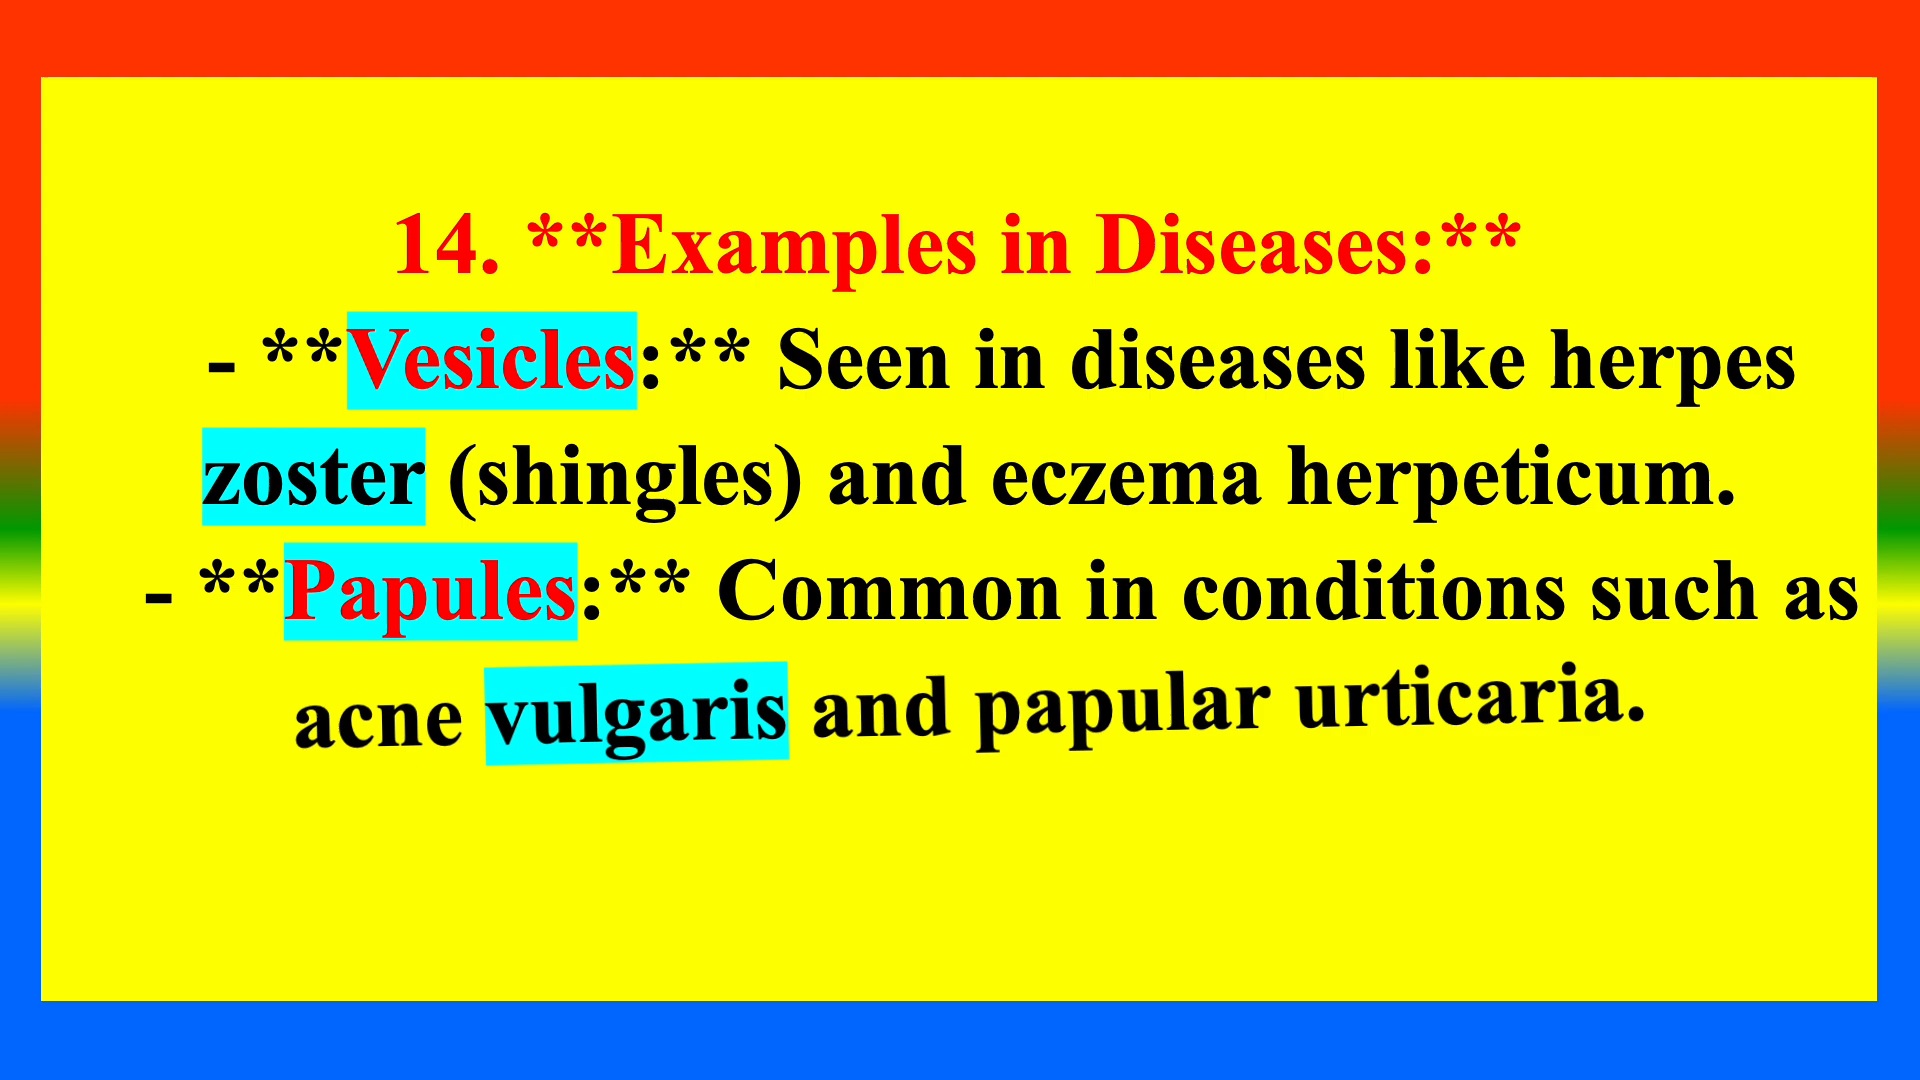 14. **Examples in Diseases:**
- **Vesicles:** Seen in diseases like herpes
zoster (shingles) and eczema herpeticum.
- **Papules:** Common in conditions such as
acne vulgaris and papular urticaria.